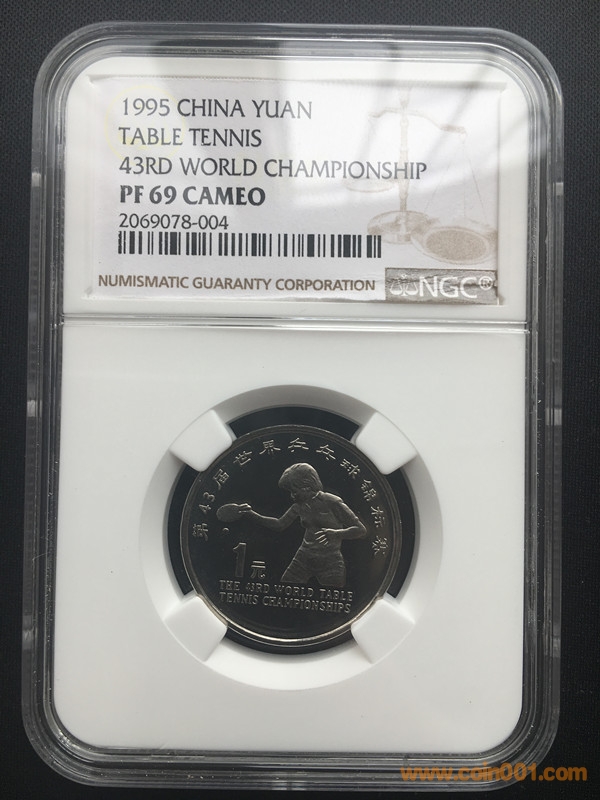 1995 CHINA YUAN
TABLE TENNIS
43RD WORLD CHAMPIONSHIP
PF 69 CAMEO
2069078-004
NUMISMATIC GUARANTY CORPORATION
NGC®
第43届世界乒乓球锦标赛
1元
THE 43RD WORLD TABLE
TENNIS CHAMPIONSHIPS
www.coin001.com